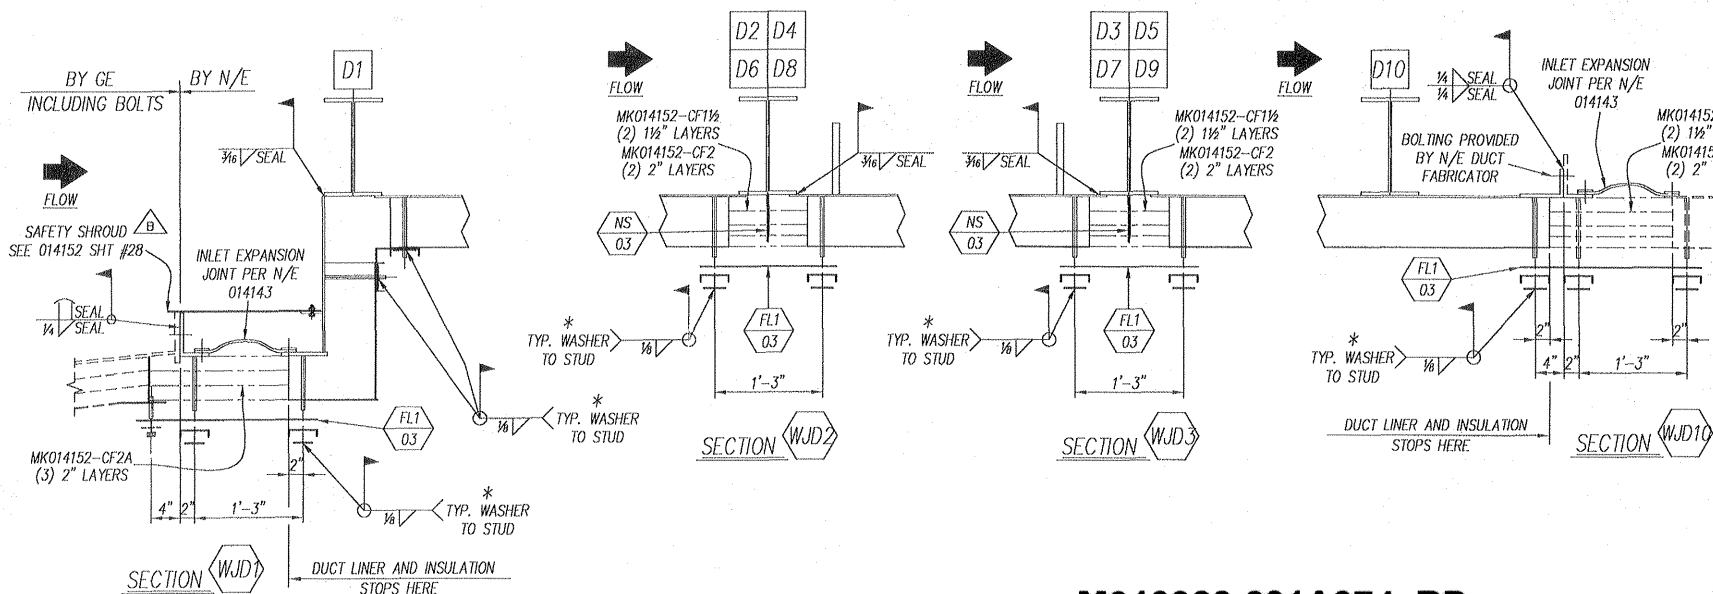 BY GE
INCLUDING BOLTS
BY N/E
D1
FLOW
3/16 SEAL
SAFETY SHROUD B
SEE 014152 SHT #28
INLET EXPANSION
JOINT PER N/E
014143
SEAL
1/4 SEAL
FL1
03
MK014152-CF2A
(3) 2" LAYERS
4" 2" 1'-3"
2"
*
TYP. WASHER
TO STUD
1/8
*
TYP. WASHER
TO STUD
1/8
SECTION WJD1
DUCT LINER AND INSULATION
STOPS HERE
FLOW
D2 D4
D6 D8
MK014152-CF1½
(2) 1½" LAYERS
MK014152-CF2
(2) 2" LAYERS
3/16 SEAL
NS
03
*
TYP. WASHER
TO STUD
1/8
FL1
03
1'-3"
SECTION WJD2
FLOW
D3 D5
D7 D9
3/16 SEAL
MK014152-CF1½
(2) 1½" LAYERS
MK014152-CF2
(2) 2" LAYERS
NS
03
*
TYP. WASHER
TO STUD
1/8
FL1
03
1'-3"
SECTION WJD3
FLOW
D10
1/4 SEAL
1/4 SEAL
INLET EXPANSION
JOINT PER N/E
014143
BOLTING PROVIDED
BY N/E DUCT
FABRICATOR
MK014152
(2) 1½"
MK01415
(2) 2"
FL1
03
*
TYP. WASHER
TO STUD
1/8
2" 2"
4" 2" 1'-3"
DUCT LINER AND INSULATION
STOPS HERE
SECTION WJD10